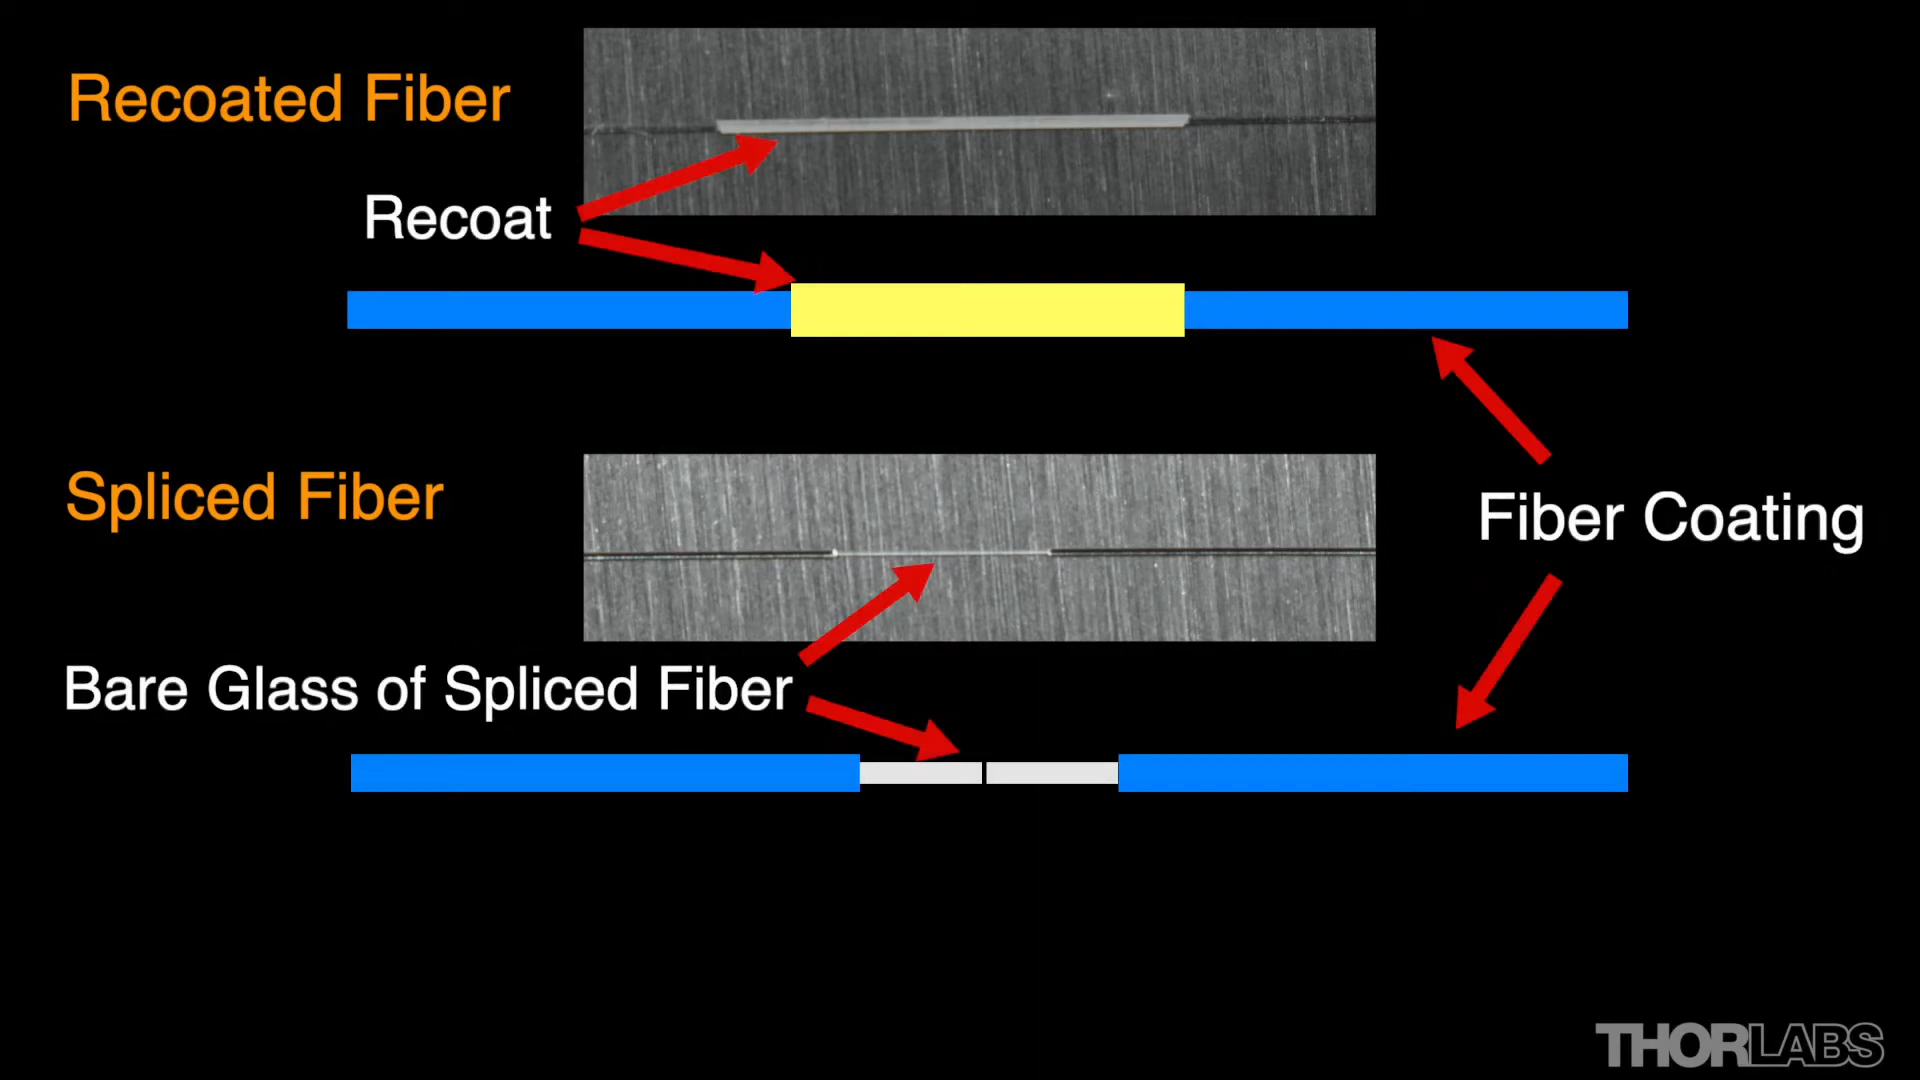 Recoated Fiber
Recoat
Spliced Fiber
Fiber Coating
Bare Glass of Spliced Fiber
THORLABS